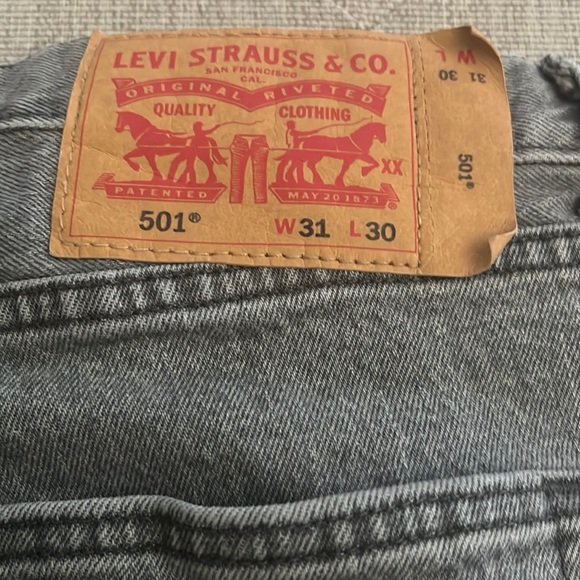 LEVI STRAUSS & CO.
SAN FRANCISCO
CAL.
ORIGINAL RIVETED
QUALITY CLOTHING
XX
PATENTED MAY 20 1873
501® W31 L30
W L
31 30
501®